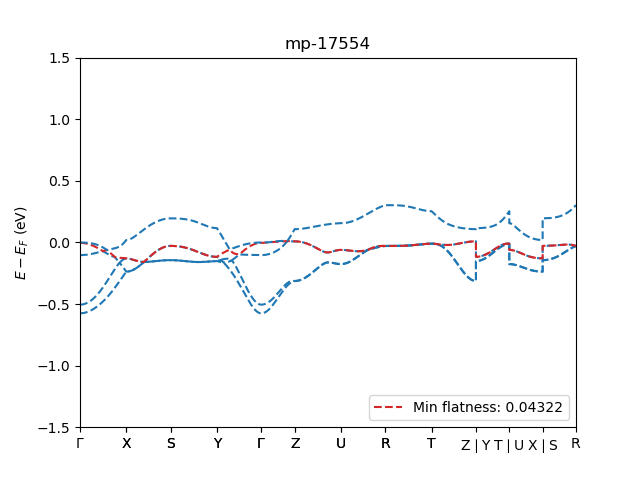 mp-17554
E − E_F (eV)
1.5
1.0
0.5
0.0
−0.5
−1.0
−1.5
Min flatness: 0.04322
Γ X S Y Γ Z U R T Z | Y T | U X | S R